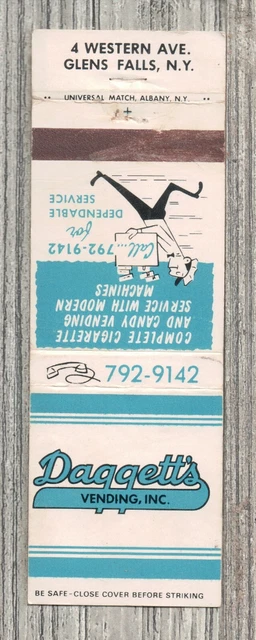 4 WESTERN AVE.
GLENS FALLS, N.Y.
UNIVERSAL MATCH, ALBANY, N.Y.
COMPLETE CIGARETTE
AND CANDY VENDING
SERVICE WITH MODERN
MACHINES
Call... 792-9142
for
DEPENDABLE
SERVICE
792-9142
Daggett's
VENDING, INC.
BE SAFE-CLOSE COVER BEFORE STRIKING